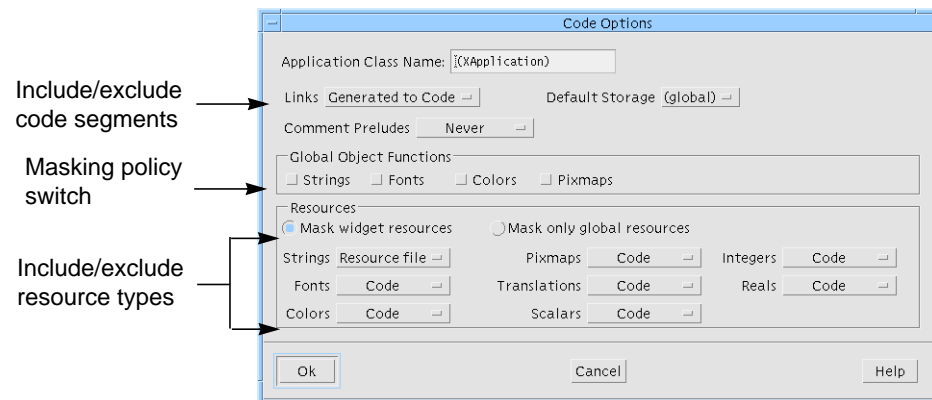 Code Options
Application Class Name: (XApplication)
Include/exclude
code segments
Links Generated to Code Default Storage (global)
Comment Preludes Never
Masking policy
switch
Global Object Functions
Strings Fonts Colors Pixmaps
Resources
Mask widget resources Mask only global resources
Include/exclude
resource types
Strings Resource file Pixmaps Code Integers Code
Fonts Code Translations Code Reals Code
Colors Code Scalars Code
Ok Cancel Help